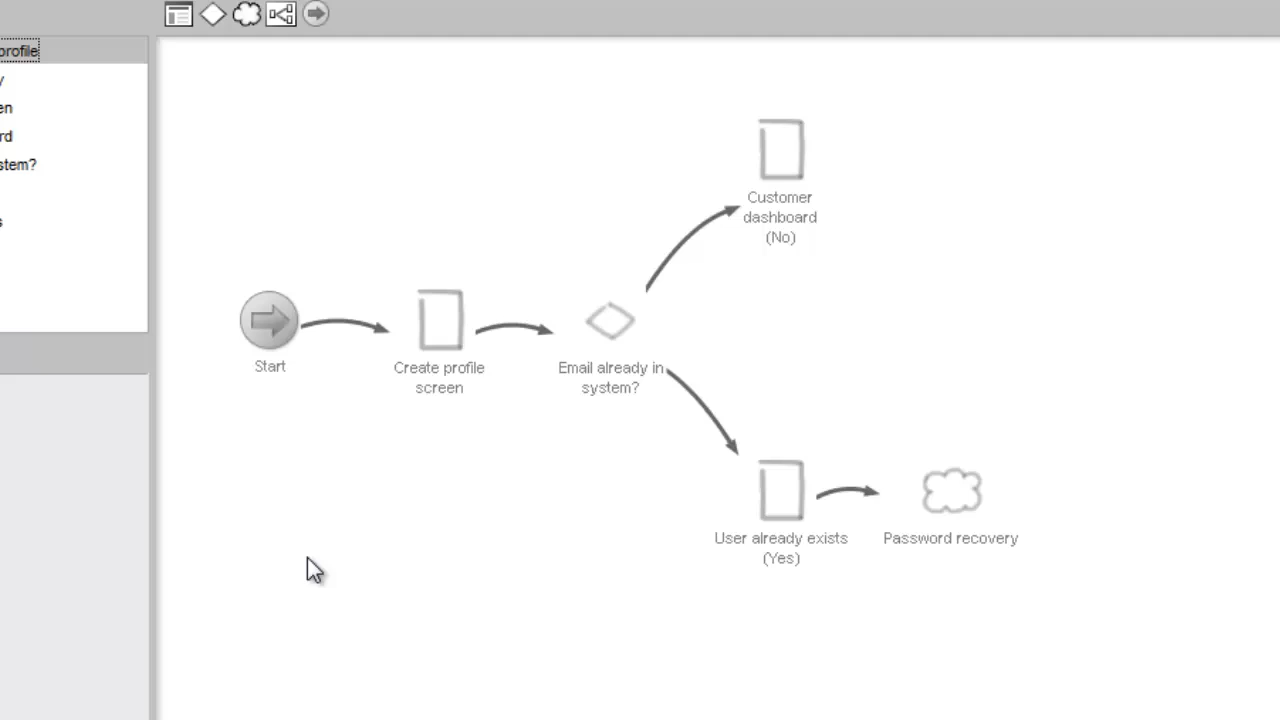 profile
y
en
rd
stem?
s
Customer
dashboard
(No)
Start
Create profile
screen
Email already in
system?
User already exists
(Yes)
Password recovery